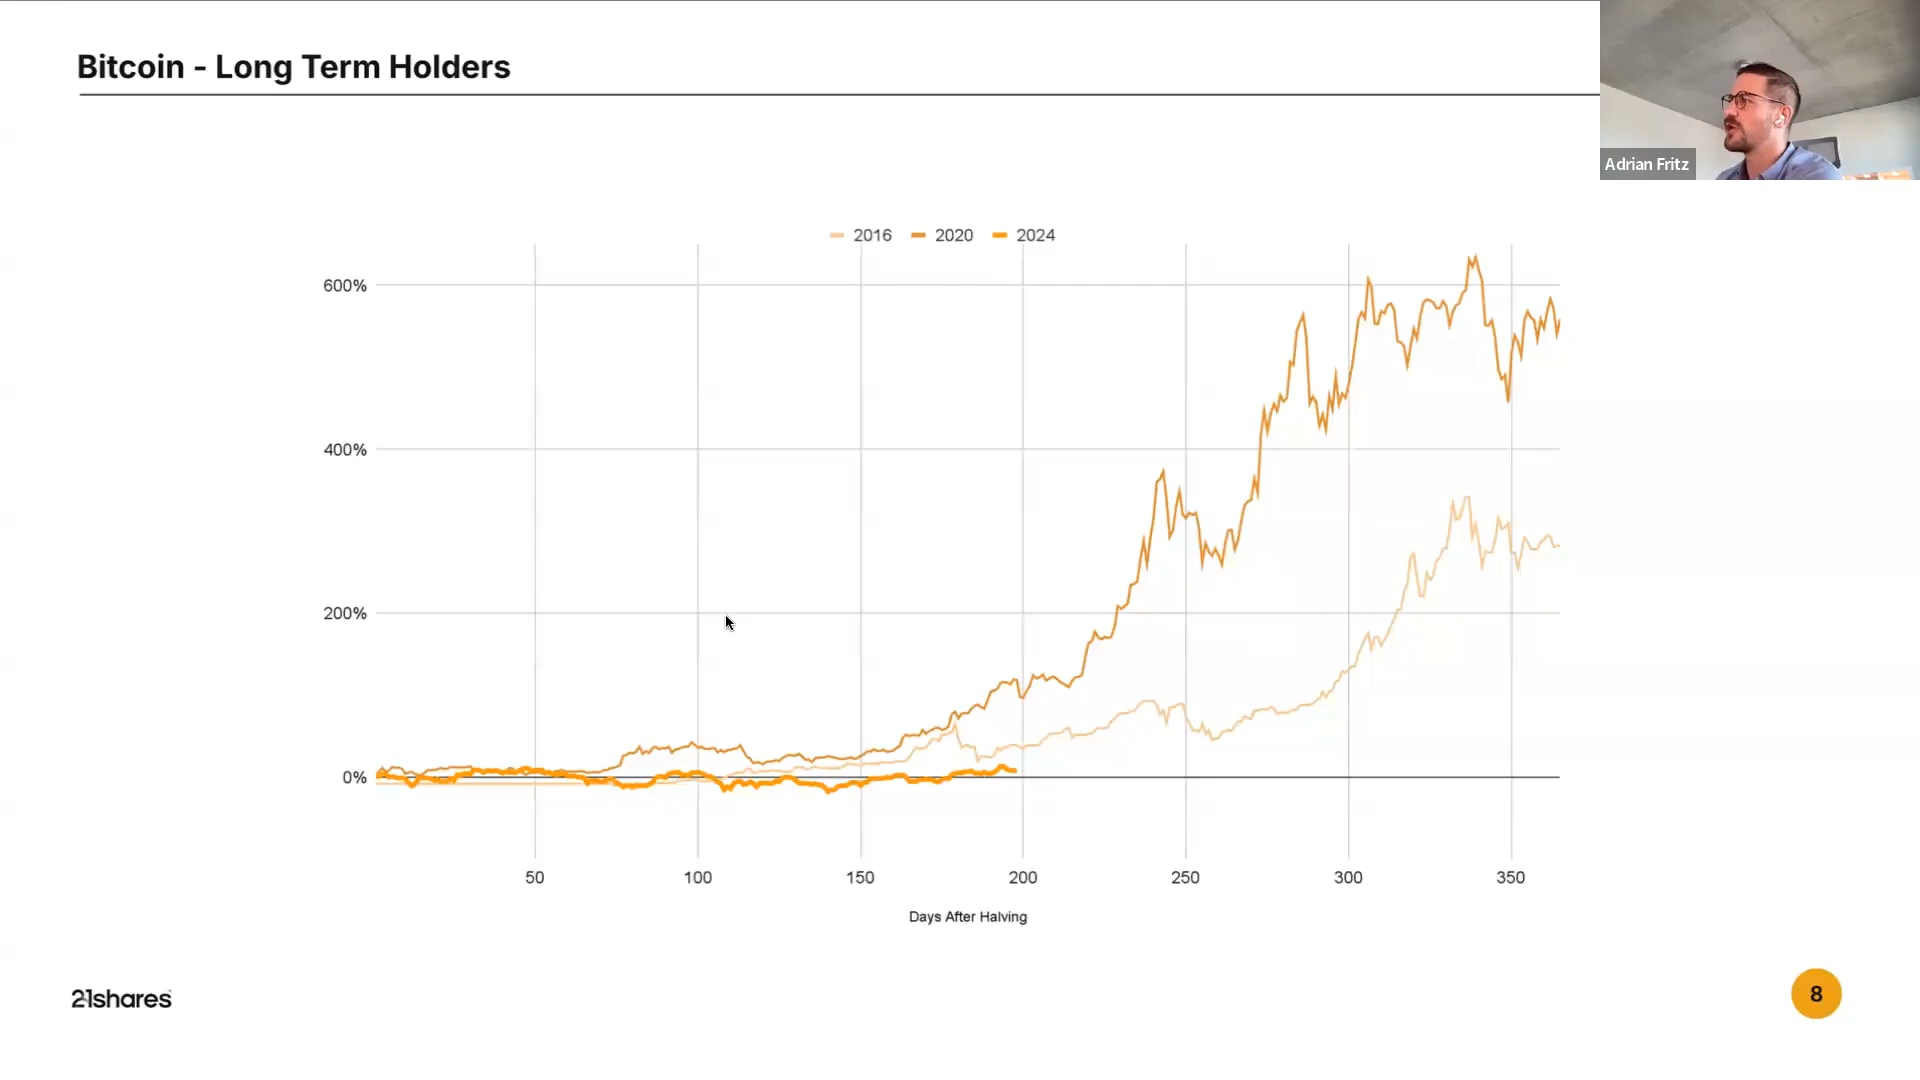 Bitcoin - Long Term Holders
Adrian Fritz
2016 2020 2024
600%
400%
200%
0%
50 100 150 200 250 300 350
Days After Halving
21shares
8